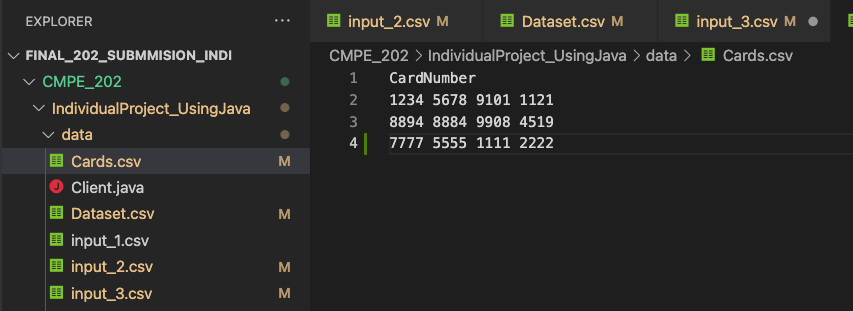 EXPLORER ...
FINAL_202_SUBMMISION_INDI
CMPE_202
IndividualProject_UsingJava
data
Cards.csv M
J Client.java
Dataset.csv M
input_1.csv
input_2.csv M
input_3.csv M
input_2.csv M Dataset.csv M input_3.csv M
CMPE_202 > IndividualProject_UsingJava > data > Cards.csv
1 CardNumber
2 1234 5678 9101 1121
3 8894 8884 9908 4519
4 7777 5555 1111 2222